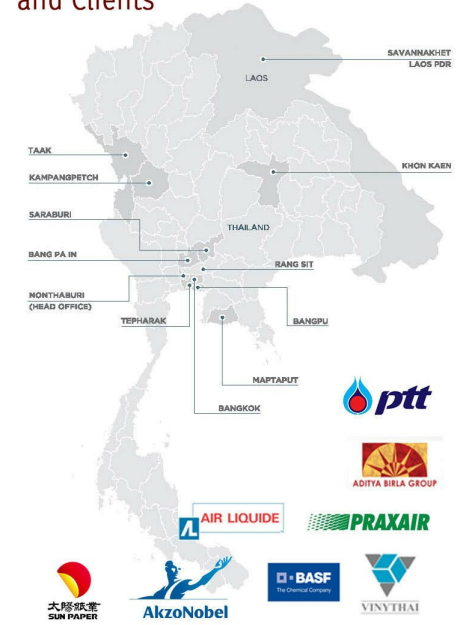 and Clients
SAVANNAKHET
LAOS PDR
LAOS
TAAK
KHON KAEN
KAMPANGPETCH
SARABURI
THAILAND
BANG PA IN
RANG SIT
NONTHABURI
(HEAD OFFICE)
TEPHARAK
BANGPU
MAPTAPUT
BANGKOK
ptt
ADITYA BIRLA GROUP
AL AIR LIQUIDE
PRAXAIR
太陽紙業
SUN PAPER
AkzoNobel
BASF
The Chemical Company
VINYTHAI